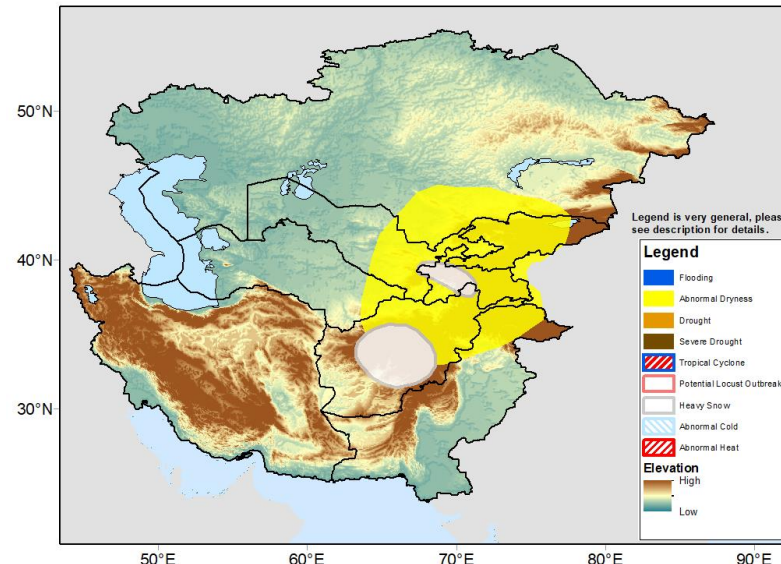 50°N
40°N
30°N
50°E
60°E
70°E
80°E
90°E
Legend is very general, pleas
see description for details.
Legend
Flooding
Abnormal Dryness
Drought
Severe Drought
Tropical Cyclone
Potential Locust Outbreak
Heavy Snow
Abnormal Cold
Abnormal Heat
Elevation
High
Low